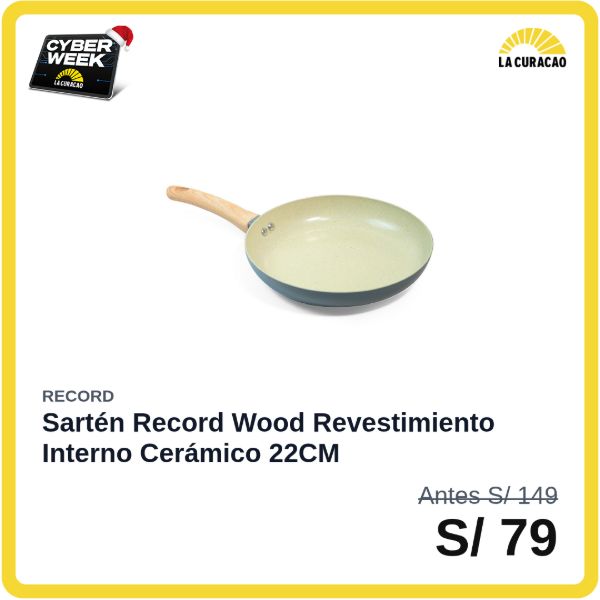 CYBER
WEEK
LA CURACAO
LA CURACAO
RECORD
Sartén Record Wood Revestimiento
Interno Cerámico 22CM
Antes S/ 149
S/ 79